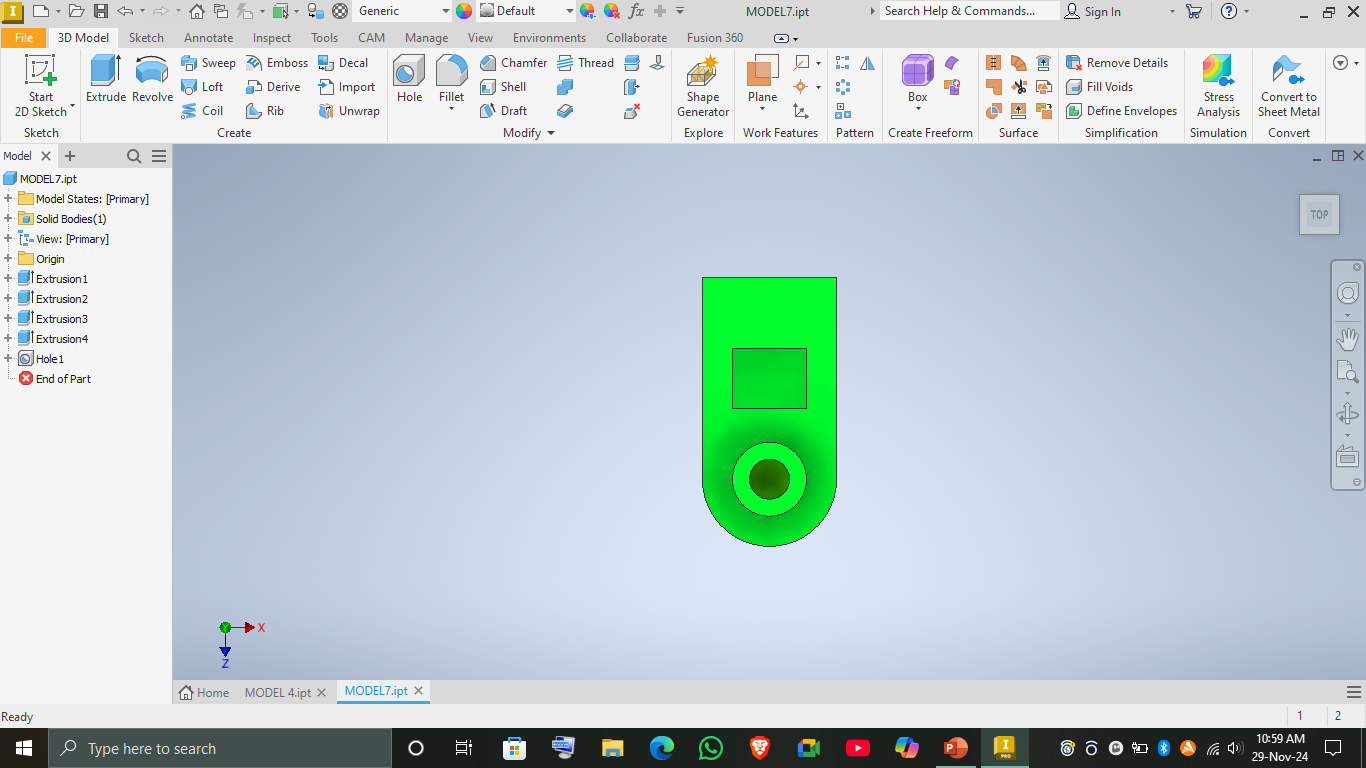 Generic
Default
MODEL7.ipt
Search Help & Commands...
Sign In
File
3D Model
Sketch
Annotate
Inspect
Tools
CAM
Manage
View
Environments
Collaborate
Fusion 360
Start
2D Sketch
Sketch
Extrude
Revolve
Sweep
Emboss
Decal
Loft
Derive
Import
Coil
Rib
Unwrap
Create
Hole
Fillet
Chamfer
Thread
Shell
Draft
Modify
Shape
Generator
Explore
Plane
Work Features
Pattern
Box
Create Freeform
Surface
Remove Details
Fill Voids
Define Envelopes
Simplification
Stress
Analysis
Simulation
Convert to
Sheet Metal
Convert
Model
MODEL7.ipt
Model States: [Primary]
Solid Bodies(1)
View: [Primary]
Origin
Extrusion1
Extrusion2
Extrusion3
Extrusion4
Hole1
End of Part
TOP
X
Z
Home
MODEL 4.ipt
MODEL7.ipt
Ready
1
2
Type here to search
10:59 AM
29-Nov-24